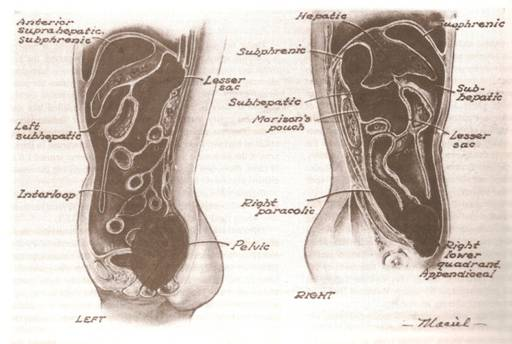 Anterior
suprahepatic
Subphrenic
Lesser
sac
Left
subhepatic
Interloop
Pelvic
LEFT
Hepatic
Subphrenic
Subphrenic
Sub-
hepatic
Subhepatic
Morison's
pouch
Lesser
sac
Right
paracolic
Right
lower
quadrant
Appendiceal
RIGHT